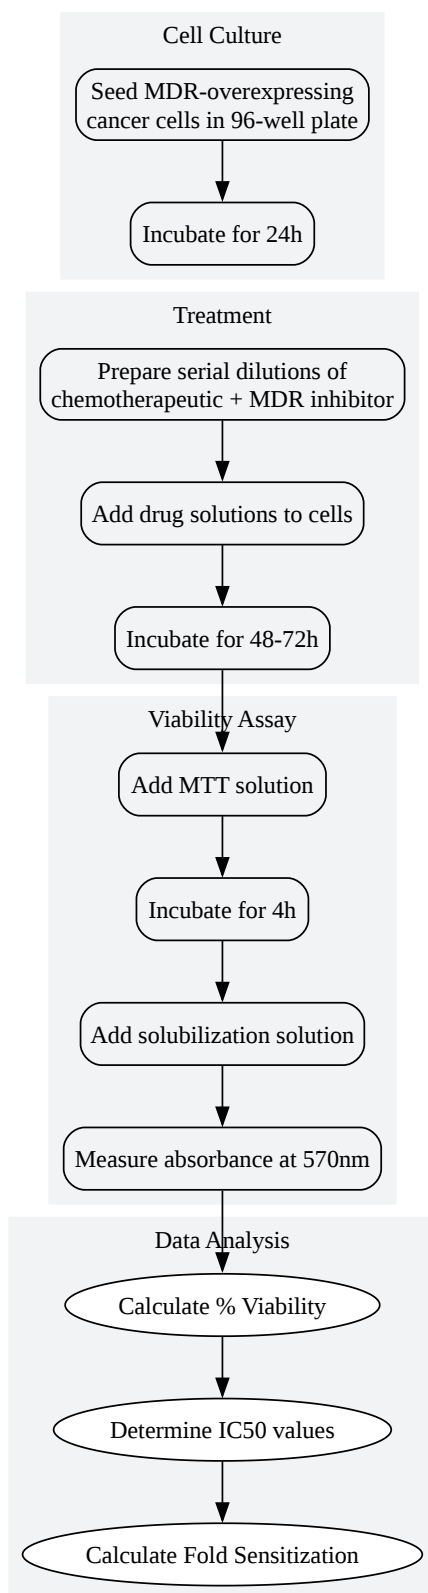 Cell Culture
Seed MDR-overexpressing
cancer cells in 96-well plate
Incubate for 24h
Treatment
Prepare serial dilutions of
chemotherapeutic + MDR inhibitor
Add drug solutions to cells
Incubate for 48-72h
Viability Assay
Add MTT solution
Incubate for 4h
Add solubilization solution
Measure absorbance at 570nm
Data Analysis
Calculate % Viability
Determine IC50 values
Calculate Fold Sensitization